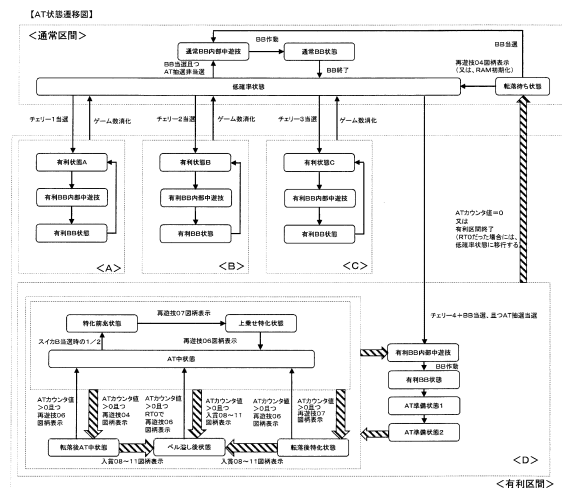 【AT状態遷移図】
＜通常区間＞
BB作動
BB当選
通常BB内部中遊技
通常BB状態
BB当選且つ
AT抽選非当選
BB終了
再遊技04図柄表示
(又は、RAM初期化)
低確率状態
転落待ち状態
チェリー1当選
ゲーム数消化
チェリー2当選
ゲーム数消化
チェリー3当選
ゲーム数消化
有利状態A
有利BB内部中遊技
有利BB状態
＜A＞
有利状態B
有利BB内部中遊技
有利BB状態
＜B＞
有利状態C
有利BB内部中遊技
有利BB状態
＜C＞
ATカウンタ値＝0
又は
有利区間終了
(RT0だった場合には、
低確率状態に移行する)
再遊技07図柄表示
特化前兆状態
上乗せ特化状態
スイカB当選時の1／2
再遊技06図柄表示
AT中状態
チェリー4＋BB当選、且つAT抽選当選
有利BB内部中遊技
BB作動
有利BB状態
AT準備状態1
AT準備状態2
ATカウンタ値
＞0且つ
再遊技06
図柄表示
ATカウンタ値
＞0且つ
再遊技04
図柄表示
ATカウンタ値
＞0且つ
RT0で
再遊技06
図柄表示
ATカウンタ値
＞0且つ
入賞08～11
図柄表示
ATカウンタ値
＞0且つ
再遊技06
図柄表示
ATカウンタ値
＞0且つ
再遊技07
図柄表示
転落後AT中状態
ベル溢し後状態
転落後特化状態
入賞08～11図柄表示
入賞08～11図柄表示
＜D＞
＜有利区間＞